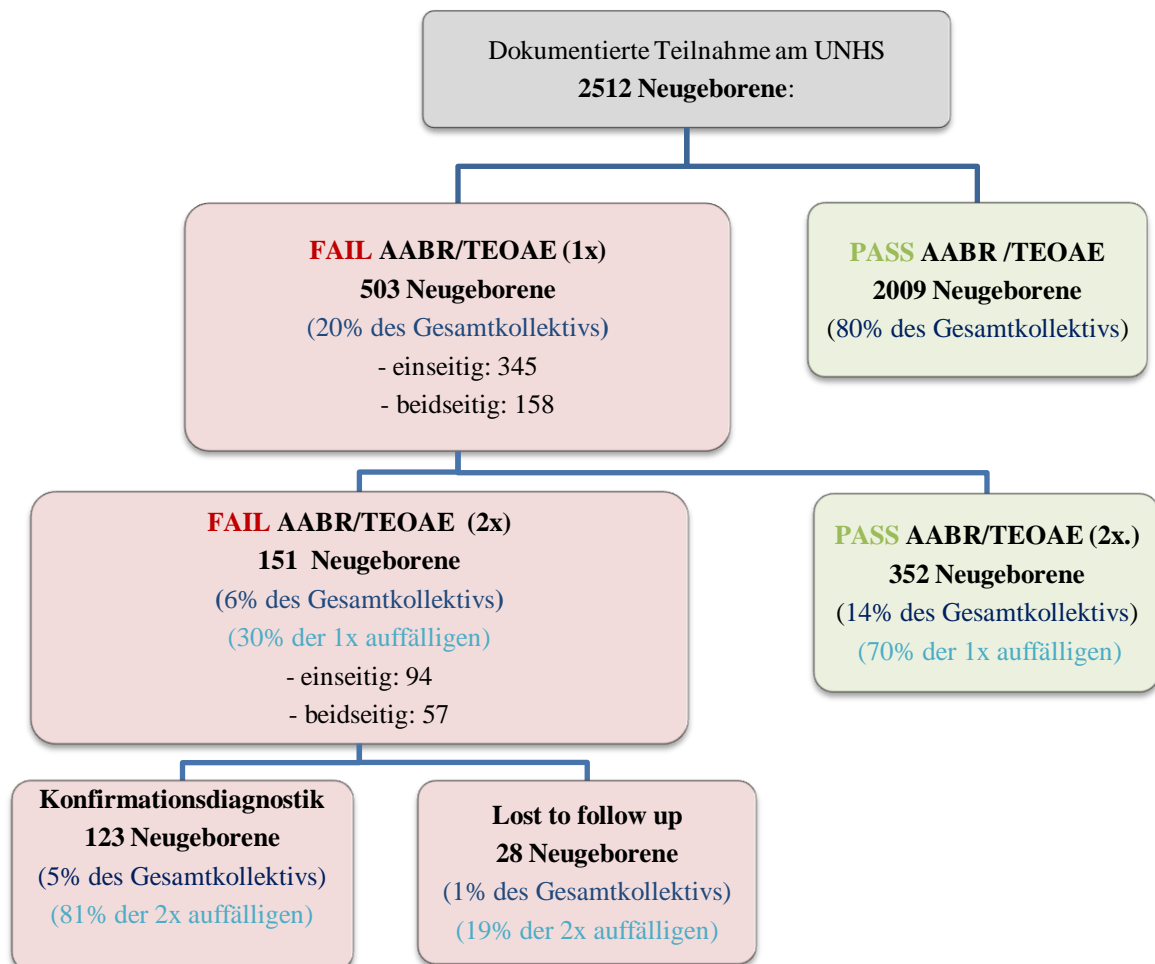 Dokumentierte Teilnahme am UNHS
2512 Neugeborene:
FAIL AABR/TEOAE (1x)
503 Neugeborene
(20% des Gesamtkollektivs)
- einseitig: 345
- beidseitig: 158
PASS AABR /TEOAE
2009 Neugeborene
(80% des Gesamtkollektivs)
FAIL AABR/TEOAE (2x)
151 Neugeborene
(6% des Gesamtkollektivs)
(30% der 1x auffälligen)
- einseitig: 94
- beidseitig: 57
PASS AABR/TEOAE (2x.)
352 Neugeborene
(14% des Gesamtkollektivs)
(70% der 1x auffälligen)
Konfirmationsdiagnostik
123 Neugeborene
(5% des Gesamtkollektivs)
(81% der 2x auffälligen)
Lost to follow up
28 Neugeborene
(1% des Gesamtkollektivs)
(19% der 2x auffälligen)